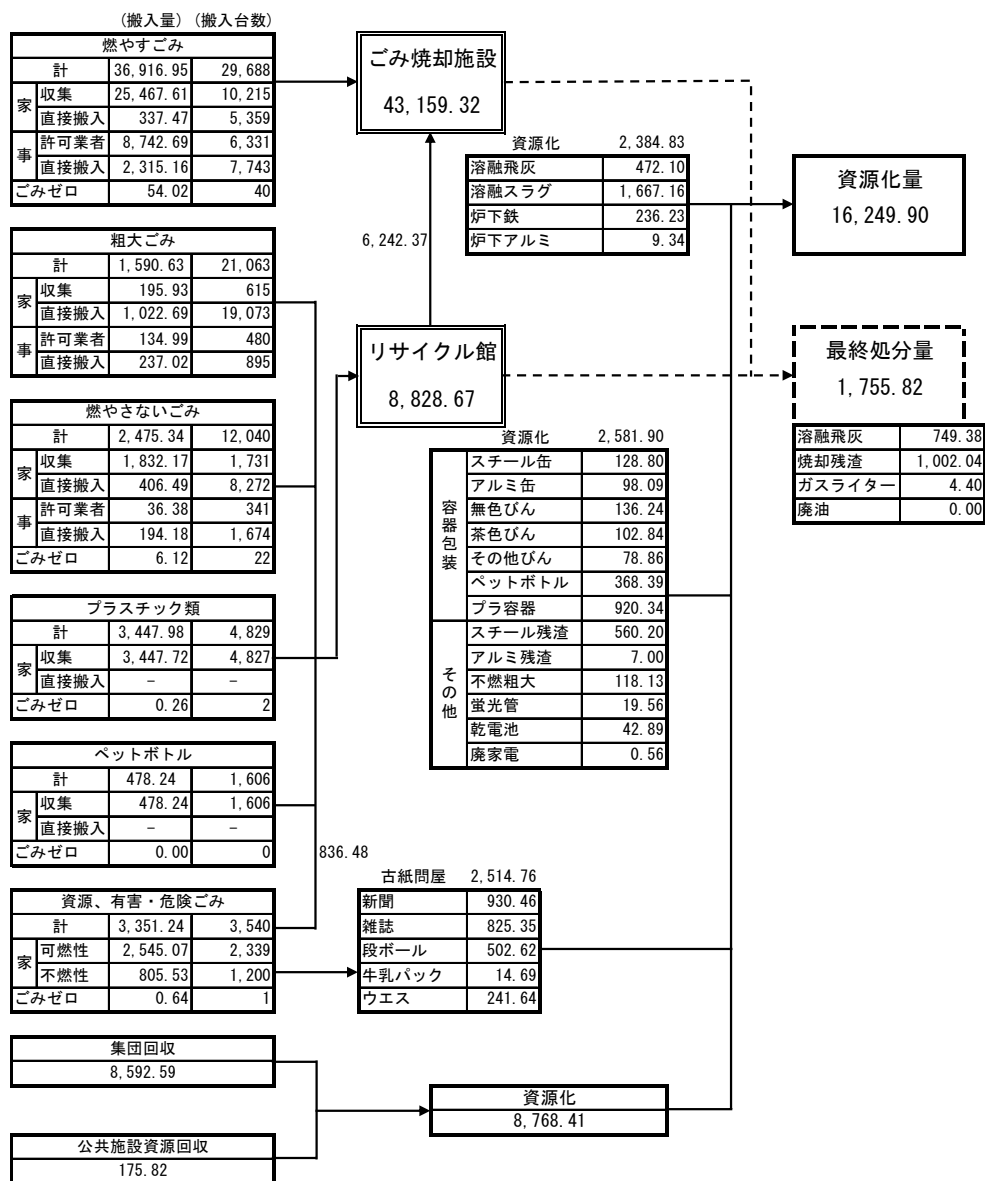 (搬入量) (搬入台数)
燃やすごみ
計 36,916.95 29,688
家 収集 25,467.61 10,215
直接搬入 337.47 5,359
事 許可業者 8,742.69 6,331
直接搬入 2,315.16 7,743
ごみゼロ 54.02 40
粗大ごみ
計 1,590.63 21,063
家 収集 195.93 615
直接搬入 1,022.69 19,073
事 許可業者 134.99 480
直接搬入 237.02 895
燃やさないごみ
計 2,475.34 12,040
家 収集 1,832.17 1,731
直接搬入 406.49 8,272
事 許可業者 36.38 341
直接搬入 194.18 1,674
ごみゼロ 6.12 22
プラスチック類
計 3,447.98 4,829
家 収集 3,447.72 4,827
直接搬入 － －
ごみゼロ 0.26 2
ペットボトル
計 478.24 1,606
家 収集 478.24 1,606
直接搬入 － －
ごみゼロ 0.00 0
836.48
資源、有害・危険ごみ
計 3,351.24 3,540
家 可燃性 2,545.07 2,339
不燃性 805.53 1,200
ごみゼロ 0.64 1
集団回収
8,592.59
公共施設資源回収
175.82
ごみ焼却施設
43,159.32
6,242.37
リサイクル館
8,828.67
資源化 2,384.83
溶融飛灰 472.10
溶融スラグ 1,667.16
炉下鉄 236.23
炉下アルミ 9.34
資源化 2,581.90
容器包装
スチール缶 128.80
アルミ缶 98.09
無色びん 136.24
茶色びん 102.84
その他びん 78.86
ペットボトル 368.39
プラ容器 920.34
その他
スチール残渣 560.20
アルミ残渣 7.00
不燃粗大 118.13
蛍光管 19.56
乾電池 42.89
廃家電 0.56
古紙問屋 2,514.76
新聞 930.46
雑誌 825.35
段ボール 502.62
牛乳パック 14.69
ウエス 241.64
資源化
8,768.41
資源化量
16,249.90
最終処分量
1,755.82
溶融飛灰 749.38
焼却残渣 1,002.04
ガスライター 4.40
廃油 0.00